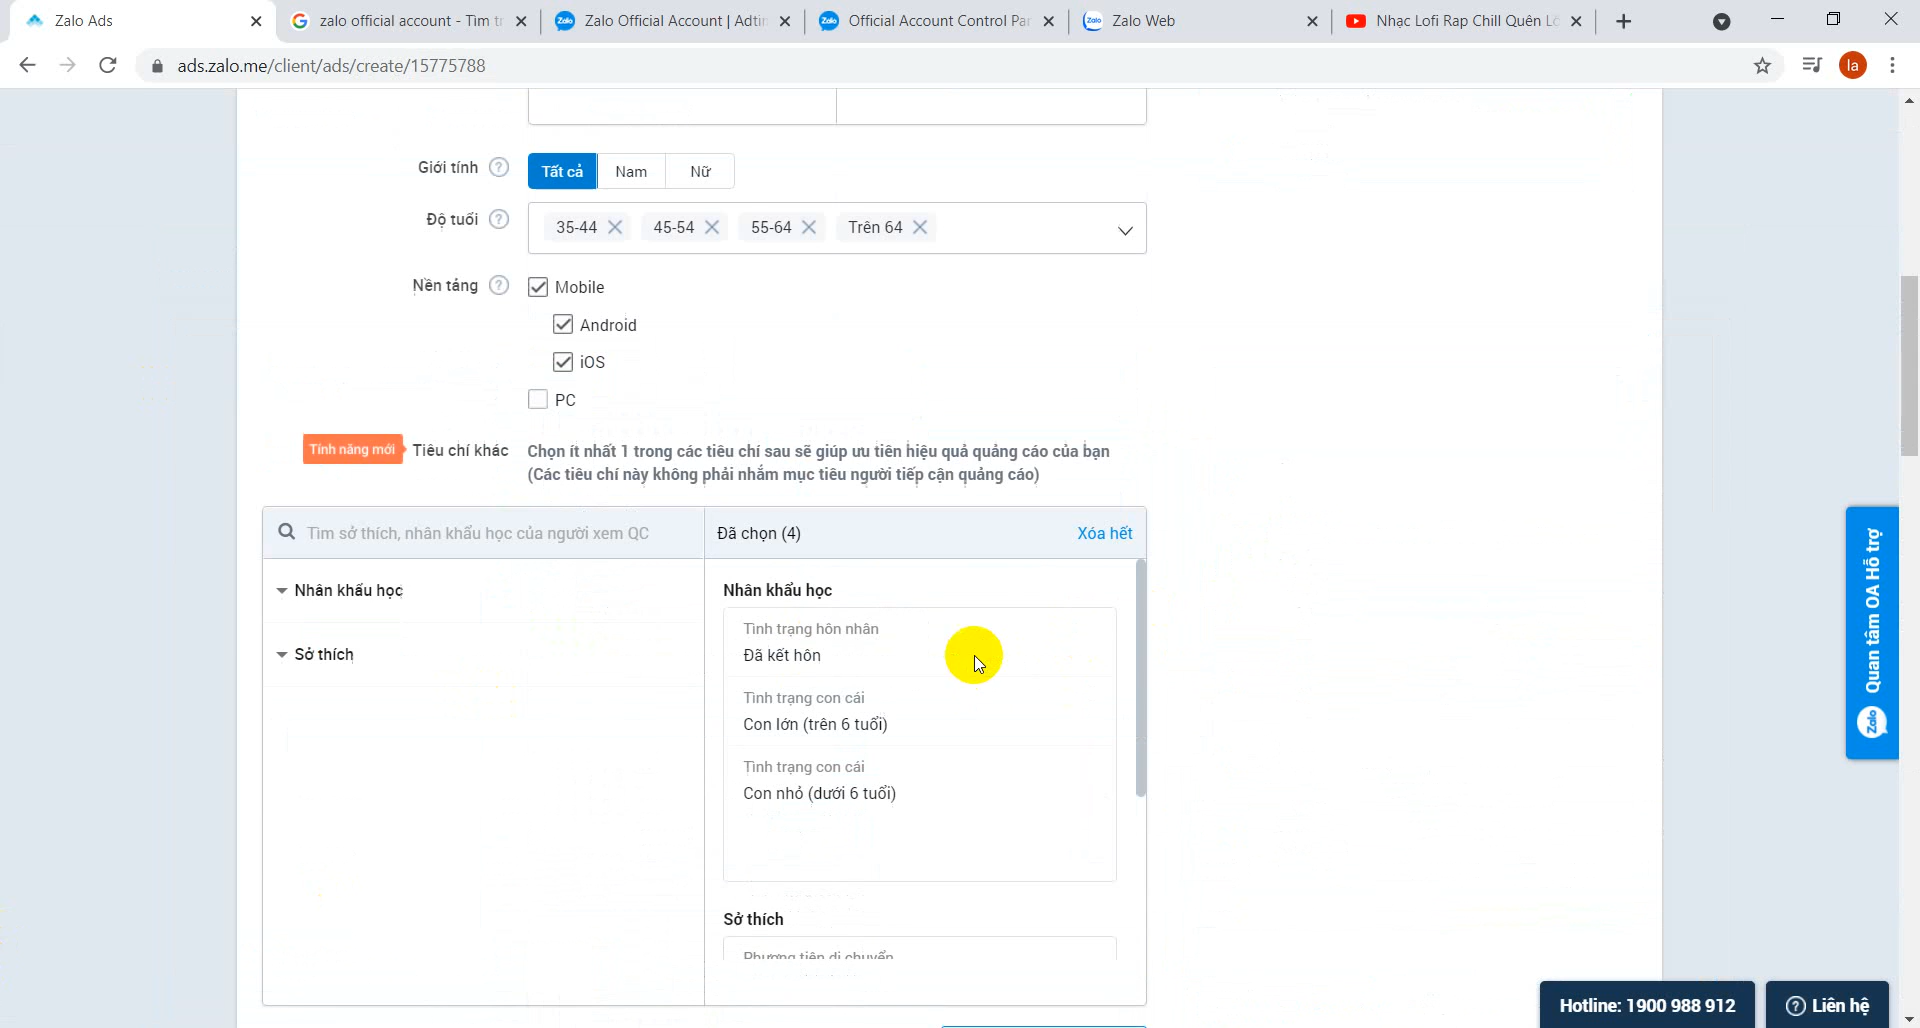 Zalo Ads
zalo official account - Tìm tr
Zalo Official Account | Adtim
Official Account Control Pan
Zalo Web
Nhạc Lofi Rap Chill Quên Lố
ads.zalo.me/client/ads/create/15775788
la
Giới tính
Tất cả
Nam
Nữ
Độ tuổi
35-44
45-54
55-64
Trên 64
Nền tảng
Mobile
Android
iOS
PC
Tính năng mới
Tiêu chí khác
Chọn ít nhất 1 trong các tiêu chí sau sẽ giúp ưu tiên hiệu quả quảng cáo của bạn
(Các tiêu chí này không phải nhắm mục tiêu người tiếp cận quảng cáo)
Tìm sở thích, nhân khẩu học của người xem QC
Đã chọn (4)
Xóa hết
Nhân khẩu học
Sở thích
Nhân khẩu học
Tình trạng hôn nhân
Đã kết hôn
Tình trạng con cái
Con lớn (trên 6 tuổi)
Tình trạng con cái
Con nhỏ (dưới 6 tuổi)
Sở thích
Phương tiện di chuyển
Quan tâm OA Hỗ trợ
Zalo
Hotline: 1900 988 912
Liên hệ